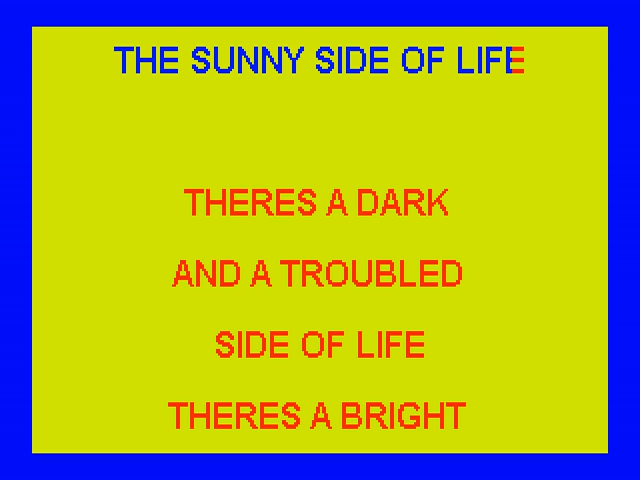 THE SUNNY SIDE OF LIFE
THERES A DARK
AND A TROUBLED
SIDE OF LIFE
THERES A BRIGHT